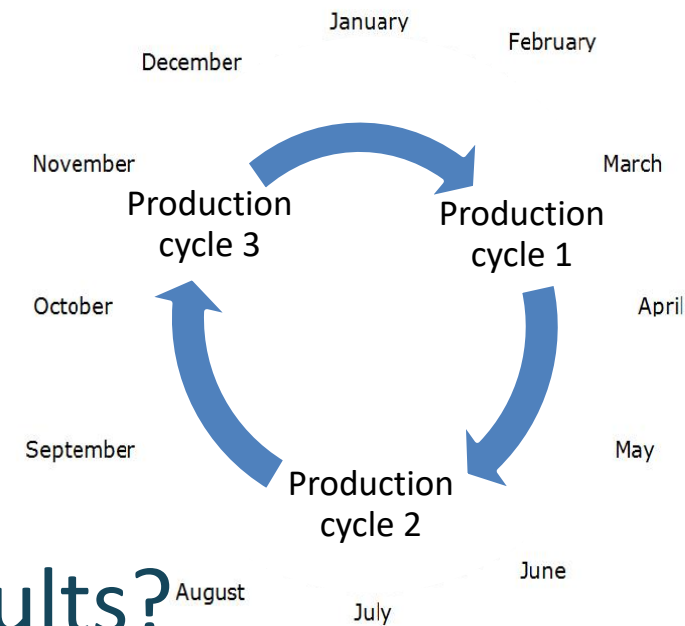 January
February
March
April
May
June
July
August
September
October
November
December
Production
cycle 1
Production
cycle 2
Production
cycle 3